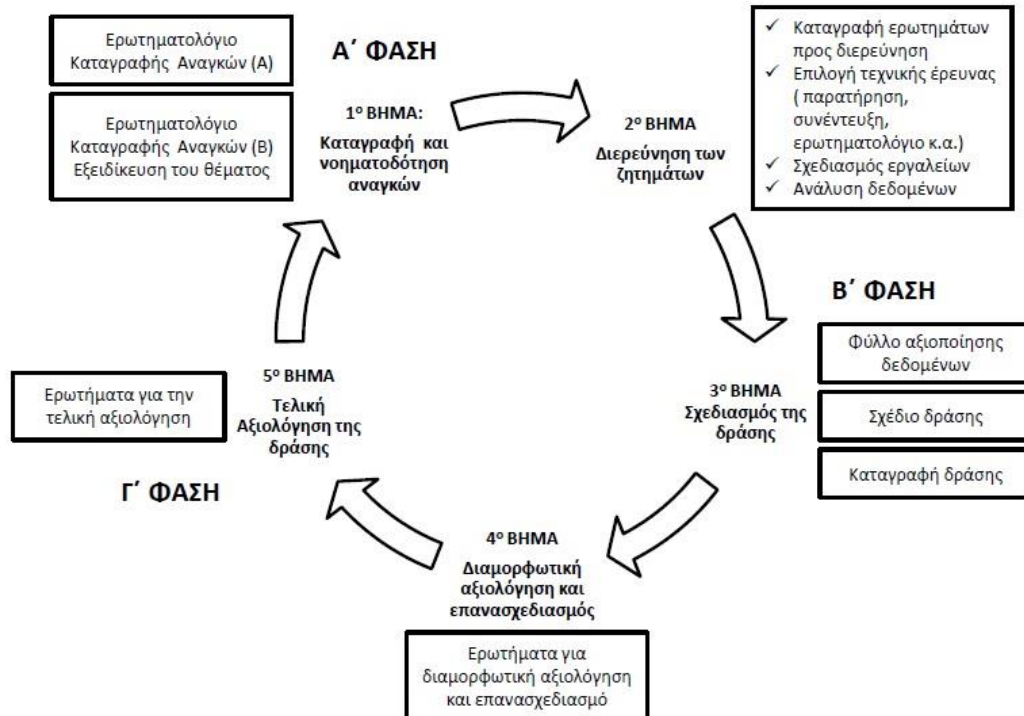 Ερωτηματολόγιο
Καταγραφής Αναγκών (Α)
Ερωτηματολόγιο
Καταγραφής Αναγκών (Β)
Εξειδίκευση του θέματος
Α΄ ΦΑΣΗ
1ο ΒΗΜΑ:
Καταγραφή και
νοηματοδότηση
αναγκών
2ο ΒΗΜΑ
Διερεύνηση των
ζητημάτων
✓ Καταγραφή ερωτημάτων
προς διερεύνηση
✓ Επιλογή τεχνικής έρευνας
( παρατήρηση,
συνέντευξη,
ερωτηματολόγιο κ.α.)
✓ Σχεδιασμός εργαλείων
✓ Ανάλυση δεδομένων
Β΄ ΦΑΣΗ
3ο ΒΗΜΑ
Σχεδιασμός της
δράσης
Φύλλο αξιοποίησης
δεδομένων
Σχέδιο δράσης
Καταγραφή δράσης
4ο ΒΗΜΑ
Διαμορφωτική
αξιολόγηση και
επανασχεδιασμός
Ερωτήματα για
διαμορφωτική αξιολόγηση
και επανασχεδιασμό
5ο ΒΗΜΑ
Τελική
Αξιολόγηση της
δράσης
Ερωτήματα για την
τελική αξιολόγηση
Γ΄ ΦΑΣΗ